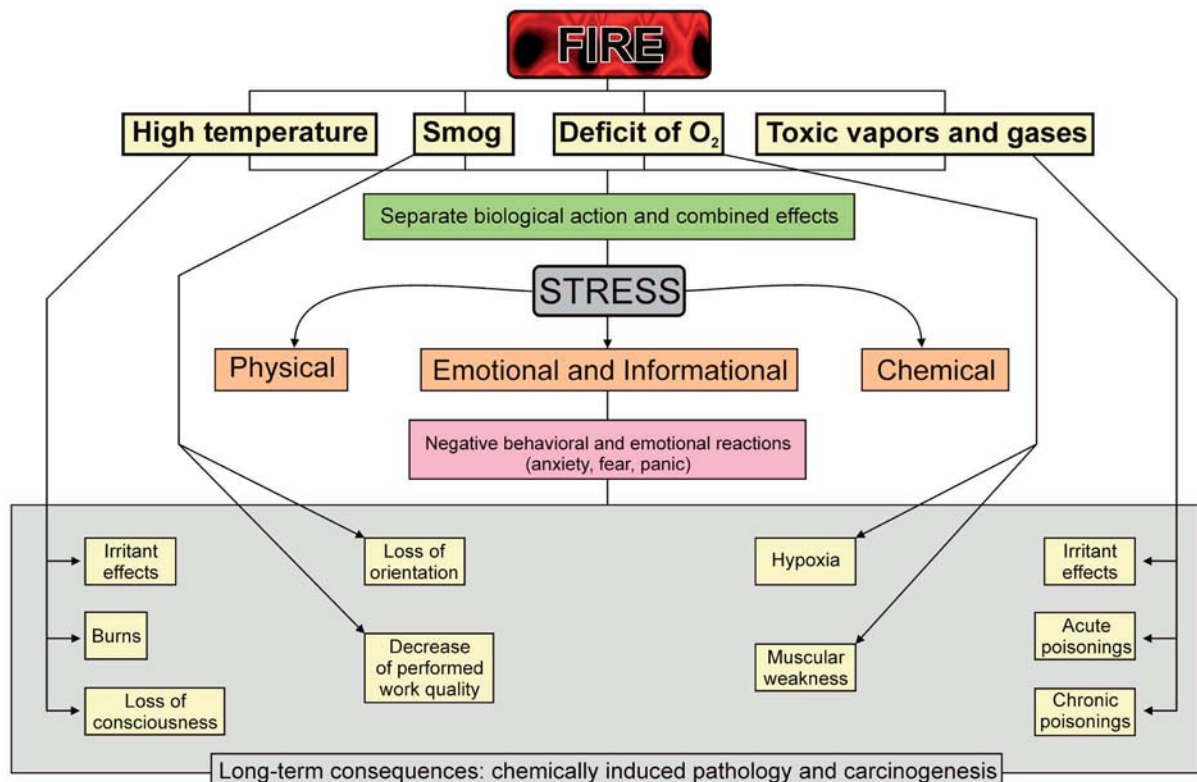 FIRE
High temperature
Smog
Deficit of O₂
Toxic vapors and gases
Separate biological action and combined effects
STRESS
Physical
Emotional and Informational
Chemical
Negative behavioral and emotional reactions
(anxiety, fear, panic)
Irritant
effects
Burns
Loss of
consciousness
Loss of
orientation
Decrease
of performed
work quality
Hypoxia
Muscular
weakness
Irritant
effects
Acute
poisonings
Chronic
poisonings
Long-term consequences: chemically induced pathology and carcinogenesis